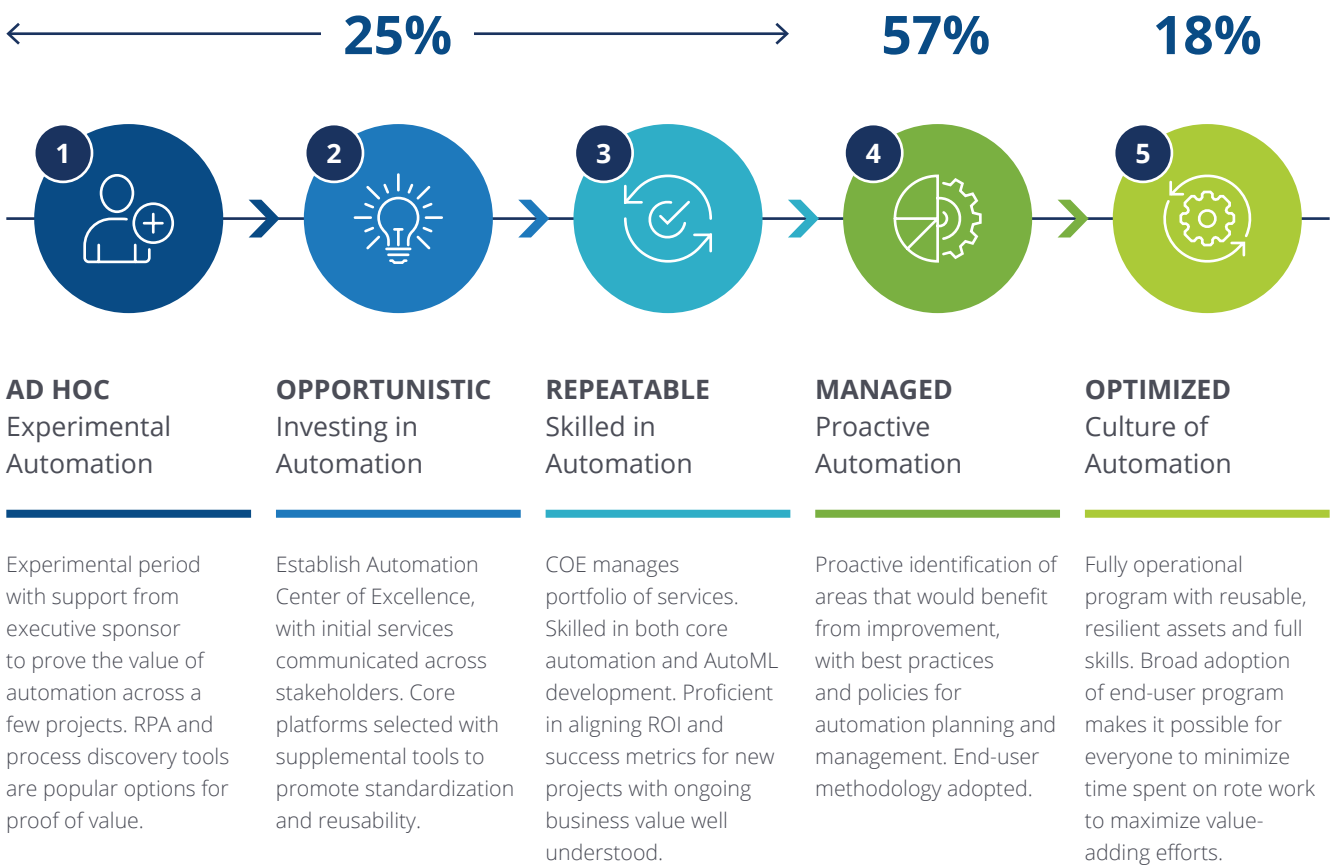 25%
57%
18%
1
2
3
4
5
AD HOC
Experimental
Automation
Experimental period
with support from
executive sponsor
to prove the value of
automation across a
few projects. RPA and
process discovery tools
are popular options for
proof of value.
OPPORTUNISTIC
Investing in
Automation
Establish Automation
Center of Excellence,
with initial services
communicated across
stakeholders. Core
platforms selected with
supplemental tools to
promote standardization
and reusability.
REPEATABLE
Skilled in
Automation
COE manages
portfolio of services.
Skilled in both core
automation and AutoML
development. Proficient
in aligning ROI and
success metrics for new
projects with ongoing
business value well
understood.
MANAGED
Proactive
Automation
Proactive identification of
areas that would benefit
from improvement,
with best practices
and policies for
automation planning and
management. End-user
methodology adopted.
OPTIMIZED
Culture of
Automation
Fully operational
program with reusable,
resilient assets and full
skills. Broad adoption
of end-user program
makes it possible for
everyone to minimize
time spent on rote work
to maximize value-
adding efforts.